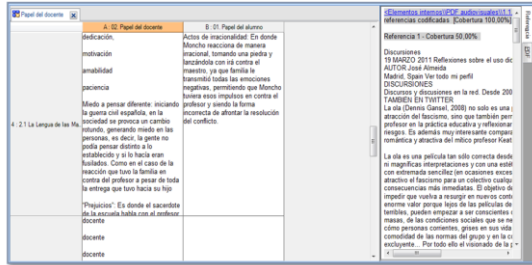 Papel del docente
A : 02. Papel del docente
B : 01. Papel del alumno
4 : 2.1 La Lengua de las Ma.
dedicación,
motivación
amabilidad
paciencia
Miedo a pensar diferente: iniciando
la guerra civil española, en la
sociedad se provoca un cambio
rotundo, generando miedo en las
personas, es decir, la gente no
podía pensar distinto a lo
establecido y si lo hacía eran
fusilados. Como en el caso de la
reacción que tuvo la familia en
contra del profesor a pesar de toda
la entrega que tuvo hacia su hijo
"Prejuicios": Es donde el sacerdote
de la escuela habla con el profesor
docente
docente
docente
Actos de irracionalidad: En donde
Moncho reacciona de manera
irracional, tomando una piedra y
lanzándola con irá contra el
maestro, ya que familia le
transmitió todas las emociones
negativas, permitiendo que Moncho
tuviera esos impulsos en contra el
profesor y siendo la forma
incorrecta de afrontar la resolución
del conflicto.
<Elementos internos\\PDF audiovisuales\\1.1
referencias codificadas [Cobertura 100,00%]
Referencia 1 - Cobertura 50,00%
Discusiones
19 MARZO 2011 Reflexiones sobre el uso dic
AUTOR José Almeida
Madrid, Spain Ver todo mi perfil
DISCURSIONES
Discursos y discusiones en la red. Desde 200
TAMBIÉN EN TWITTER
La ola (Dennis Gansel, 2008) no solo es una
atracción del fascismo, sino que también perm
profesor en la práctica educativa y reflexionar
riesgos. Es además muy interesante compara
romántica y atractiva del mítico profesor Keat
La ola es una película tan sólo correcta desde
ni magníficas interpretaciones y con una esté
con extremada sencillez (en ocasiones exces
atractivo el fascismo para un colectivo cualqu
consecuencias más inmediatas. El objetivo de
impedir que vuelva a resurgir en nuevos conte
enorme valor porque lejos de las películas de
terribles, pueden empezar a ser conscientes
masas, de las condiciones sociales que se ne
cómo personas corrientes, grises en sus vida
comodidad de las normas del grupo y en la c
excluyente... Por todo ello el visionado de la p
Referencia
PDF